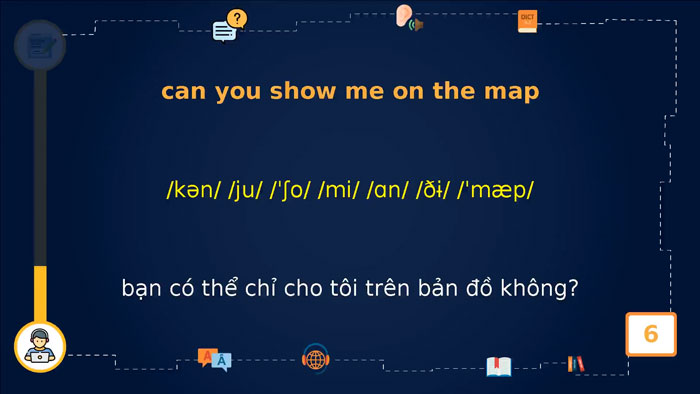 DICT
can you show me on the map
/kən/ /ju/ /ˈʃo/ /mi/ /ɑn/ /ðɨ/ /ˈmæp/
bạn có thể chỉ cho tôi trên bản đồ không?
6
A A